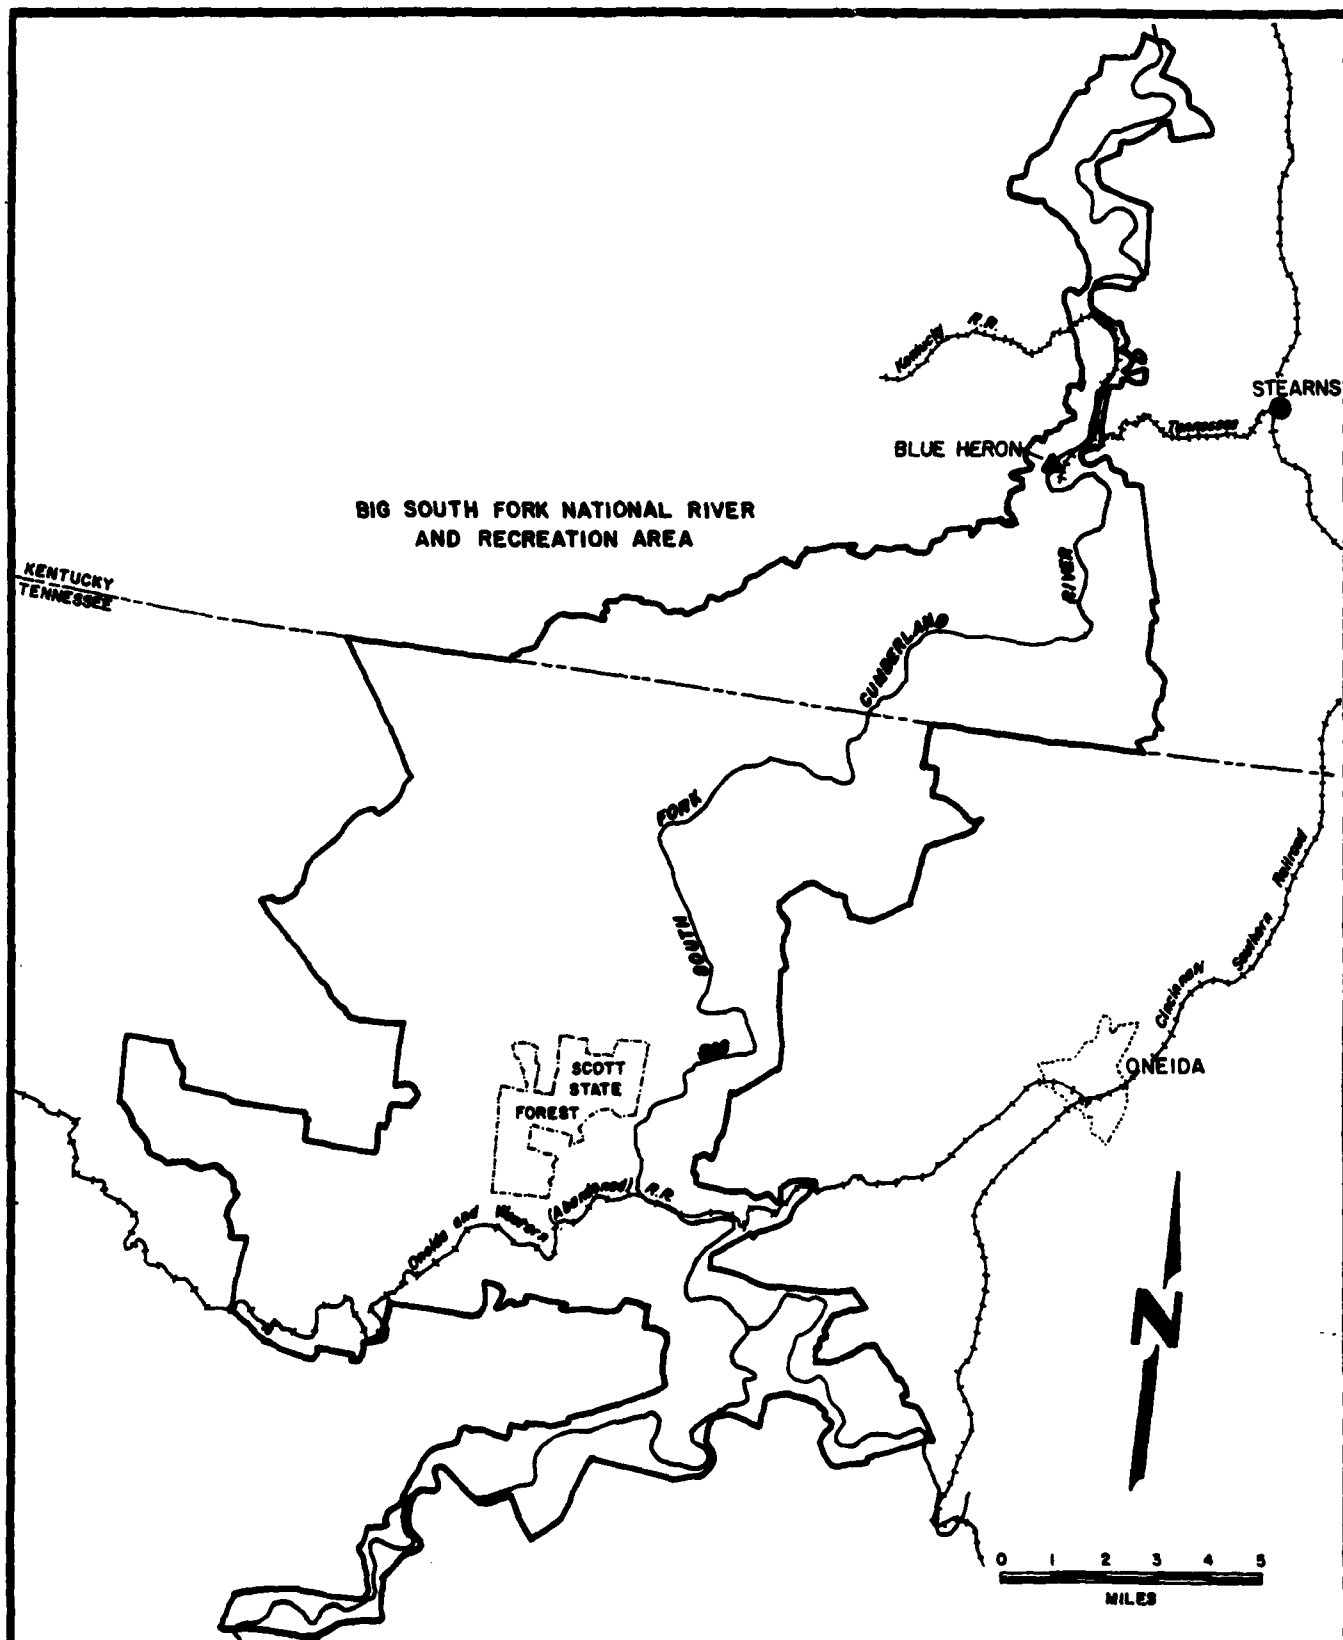 Kentucky R.R.
STEARNS
Tennessee
BLUE HERON
BIG SOUTH FORK NATIONAL RIVER
AND RECREATION AREA
KENTUCKY
TENNESSEE
RIVER
CUMBERLAND
FORK
SOUTH
BIG
Cincinnati Southern Railroad
ONEIDA
SCOTT
STATE
FOREST
Oneida and Western (Abandoned) R.R.
N
0 1 2 3 4 5
MILES